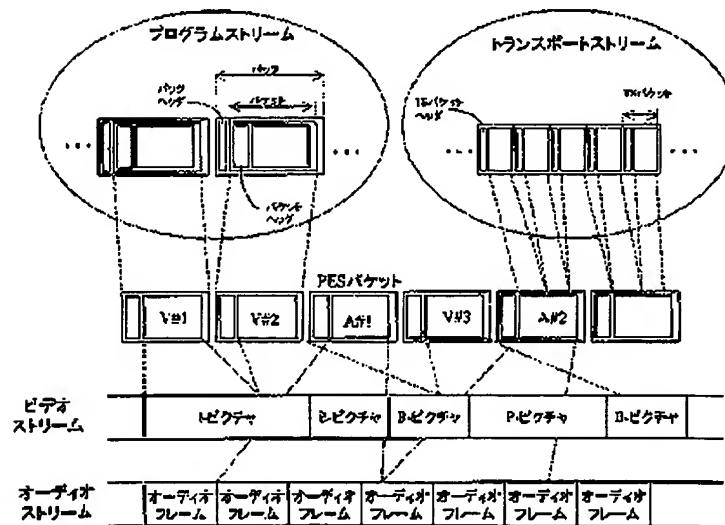 プログラムストリーム
トランスポートストリーム
パック
パック
ヘッダ
パケット
パケット
ヘッダ
TSパケット
ヘッダ
TSパケット
PESパケット
V#1
V#2
A#1
V#3
A#2
ビデオ
ストリーム
I-ピクチャ
B-ピクチャ
B-ピクチャ
P-ピクチャ
B-ピクチャ
オーディオ
ストリーム
オーディオ
フレーム
オーディオ
フレーム
オーディオ
フレーム
オーディオ
フレーム
オーディオ
フレーム
オーディオ
フレーム
オーディオ
フレーム